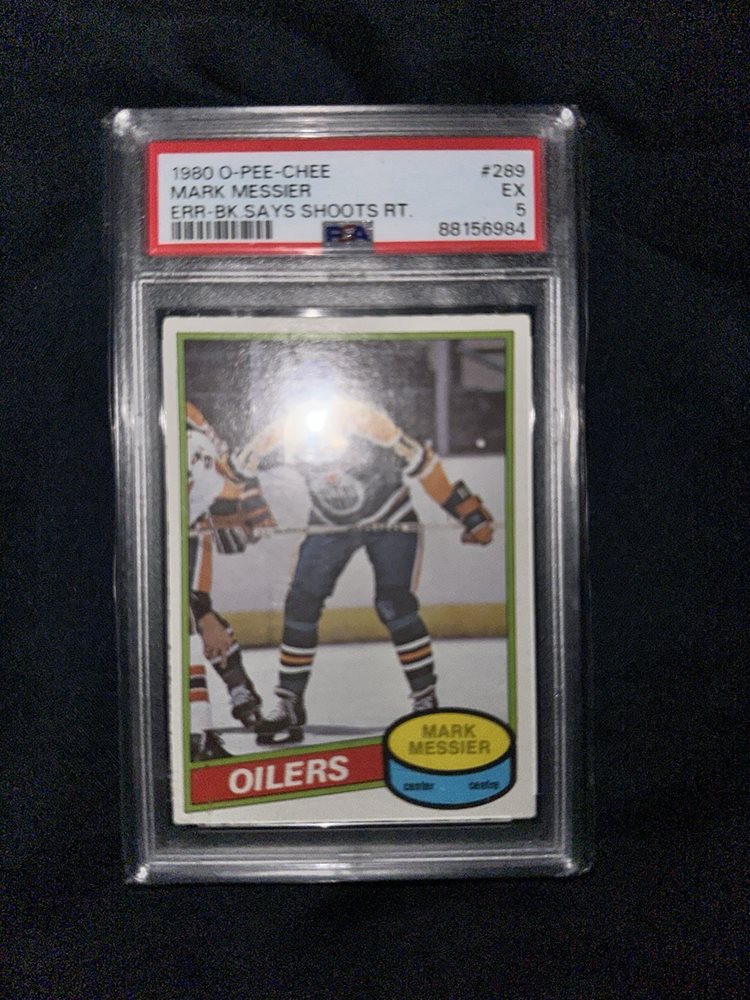 1980 O-PEE-CHEE #289
MARK MESSIER EX
ERR-BK.SAYS SHOOTS RT. 5
PSA 88156984
OILERS
MARK
MESSIER
center centre